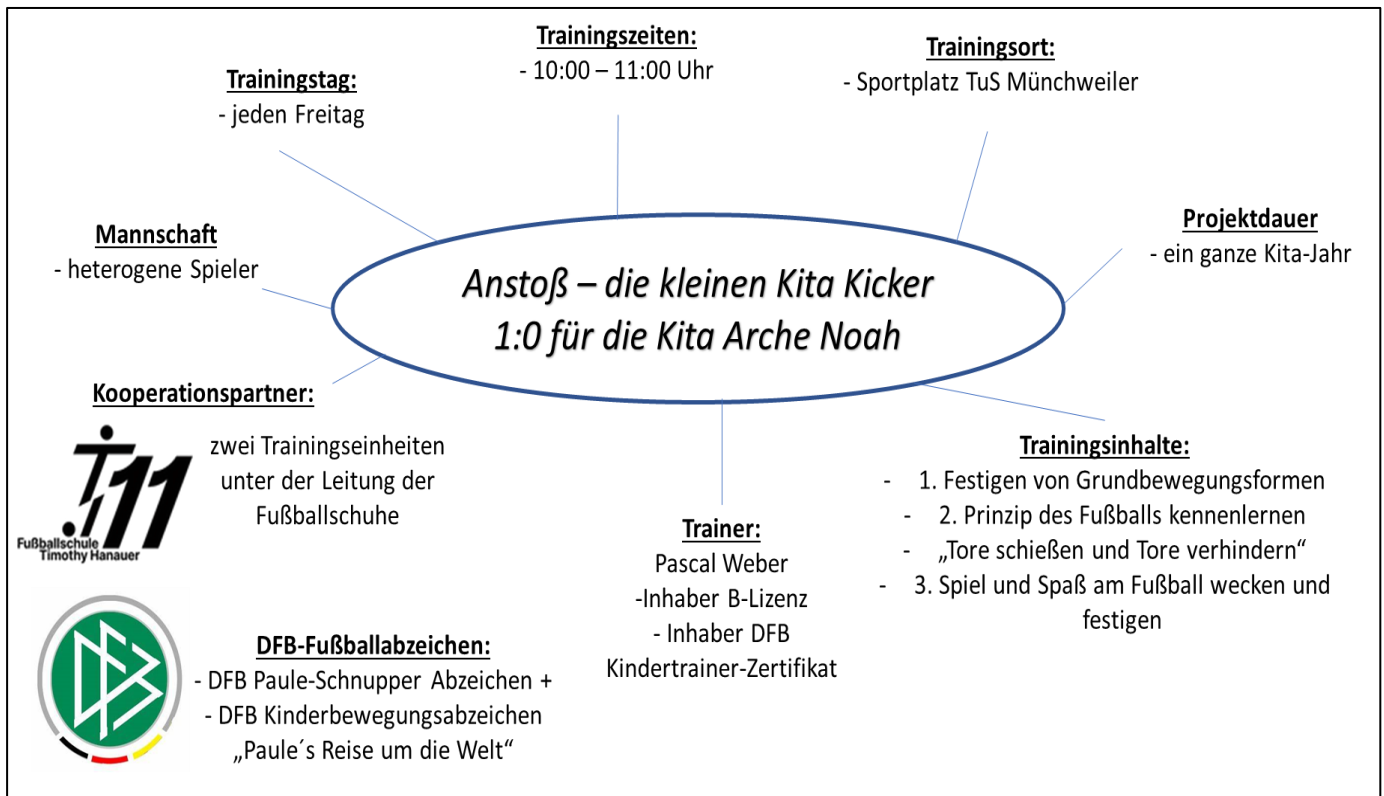 Trainingszeiten:
- 10:00 – 11:00 Uhr
Trainingsort:
- Sportplatz TuS Münchweiler
Trainingstag:
- jeden Freitag
Mannschaft
- heterogene Spieler
Projektdauer
- ein ganze Kita-Jahr
Anstoß – die kleinen Kita Kicker
1:0 für die Kita Arche Noah
Kooperationspartner:
zwei Trainingseinheiten
unter der Leitung der
Fußballschuhe
T11
Fußballschule
Timothy Hanauer
Trainer:
Pascal Weber
-Inhaber B-Lizenz
- Inhaber DFB
Kindertrainer-Zertifikat
Trainingsinhalte:
- 1. Festigen von Grundbewegungsformen
- 2. Prinzip des Fußballs kennenlernen
- „Tore schießen und Tore verhindern“
- 3. Spiel und Spaß am Fußball wecken und
festigen
DFB
DFB-Fußballabzeichen:
- DFB Paule-Schnupper Abzeichen +
- DFB Kinderbewegungsabzeichen
„Paule´s Reise um die Welt“